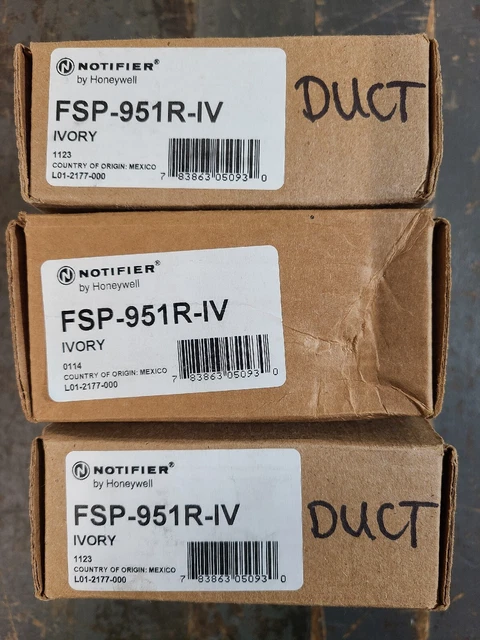 NOTIFIER®
by Honeywell
FSP-951R-IV
IVORY
1123
COUNTRY OF ORIGIN: MEXICO
L01-2177-000
7 83863 05093 0
DUCT
NOTIFIER®
by Honeywell
FSP-951R-IV
IVORY
0114
COUNTRY OF ORIGIN: MEXICO
L01-2177-000
7 83863 05093 0
NOTIFIER®
by Honeywell
FSP-951R-IV
IVORY
1123
COUNTRY OF ORIGIN: MEXICO
L01-2177-000
7 83863 05093 0
DUCT